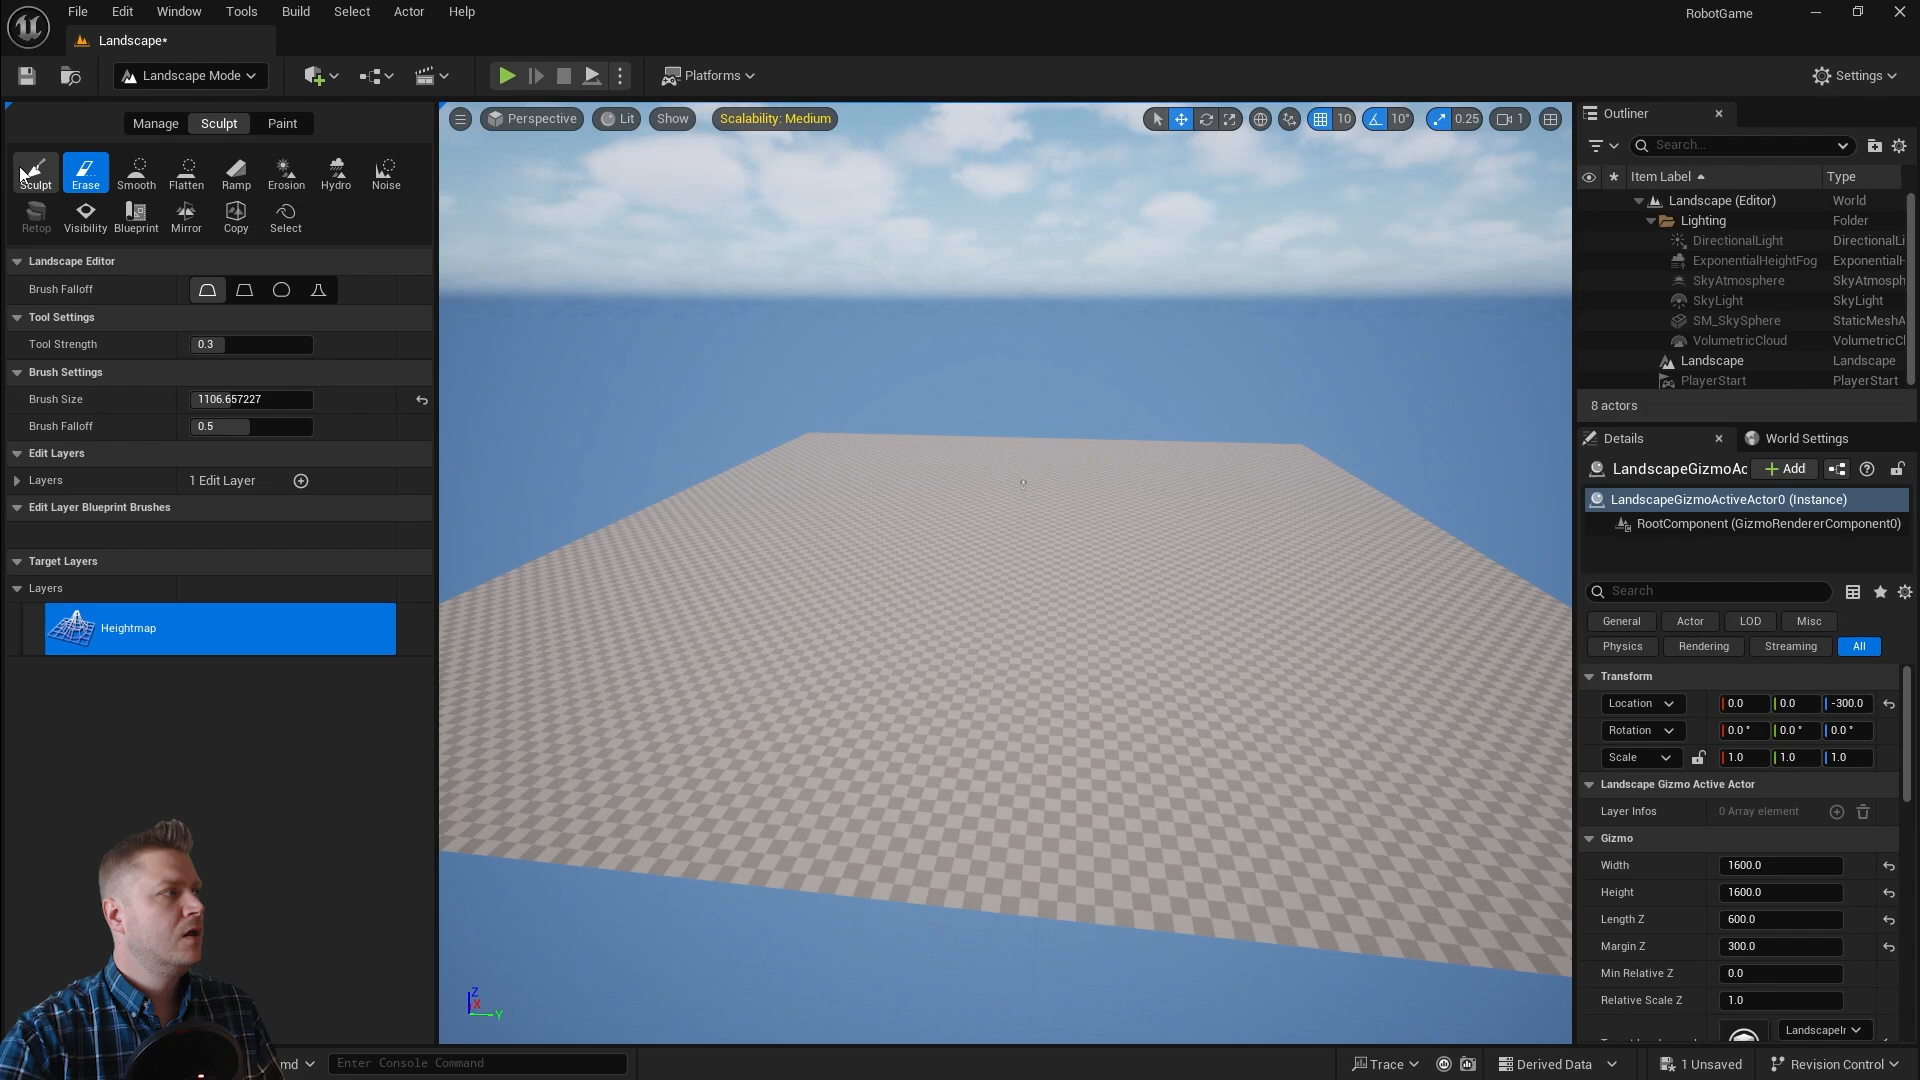 File Edit Window Tools Build Select Actor Help
RobotGame
Landscape*
Landscape Mode
Platforms
Settings
Manage Sculpt Paint
Sculpt Erase Smooth Flatten Ramp Erosion Hydro Noise
Retop Visibility Blueprint Mirror Copy Select
Landscape Editor
Brush Falloff
Tool Settings
Tool Strength 0.3
Brush Settings
Brush Size 1106.657227
Brush Falloff 0.5
Edit Layers
Layers 1 Edit Layer
Edit Layer Blueprint Brushes
Target Layers
Layers
Heightmap
Perspective Lit Show Scalability: Medium
10 10° 0.25 1
Z
X
Y
Outliner
Search...
Item Label Type
Landscape (Editor) World
Lighting Folder
DirectionalLight DirectionalLi
ExponentialHeightFog ExponentialH
SkyAtmosphere SkyAtmosph
SkyLight SkyLight
SM_SkySphere StaticMeshA
VolumetricCloud VolumetricCl
Landscape Landscape
PlayerStart PlayerStart
8 actors
Details World Settings
LandscapeGizmoAc Add
LandscapeGizmoActiveActor0 (Instance)
RootComponent (GizmoRendererComponent0)
Search
General Actor LOD Misc
Physics Rendering Streaming All
Transform
Location 0.0 0.0 -300.0
Rotation 0.0 ° 0.0 ° 0.0 °
Scale 1.0 1.0 1.0
Landscape Gizmo Active Actor
Layer Infos 0 Array element
Gizmo
Width 1600.0
Height 1600.0
Length Z 600.0
Margin Z 300.0
Min Relative Z 0.0
Relative Scale Z 1.0
LandscapeIr
md Enter Console Command
Trace Derived Data 1 Unsaved Revision Control